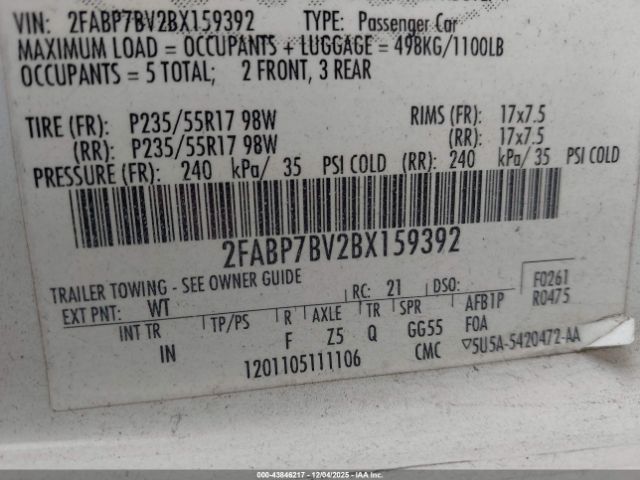 VIN: 2FABP7BV2BX159392 TYPE: Passenger Car
MAXIMUM LOAD = OCCUPANTS + LUGGAGE = 498KG/1100LB
OCCUPANTS = 5 TOTAL; 2 FRONT, 3 REAR
TIRE (FR): P235/55R17 98W RIMS (FR): 17x7.5
(RR): P235/55R17 98W (RR): 17x7.5
PRESSURE (FR): 240 kPa/ 35 PSI COLD (RR): 240 kPa/ 35 PSI COLD
2FABP7BV2BX159392
TRAILER TOWING - SEE OWNER GUIDE
EXT PNT: WT RC: 21 DSO: F0261
R0475
INT TR TP/PS R AXLE TR SPR AFB1P
IN F Z5 Q GG55 FOA
1201105111106 CMC ▽5U5A-5420472-AA
STOCK: 43846217 - 12/04/2025 - IAA Inc.